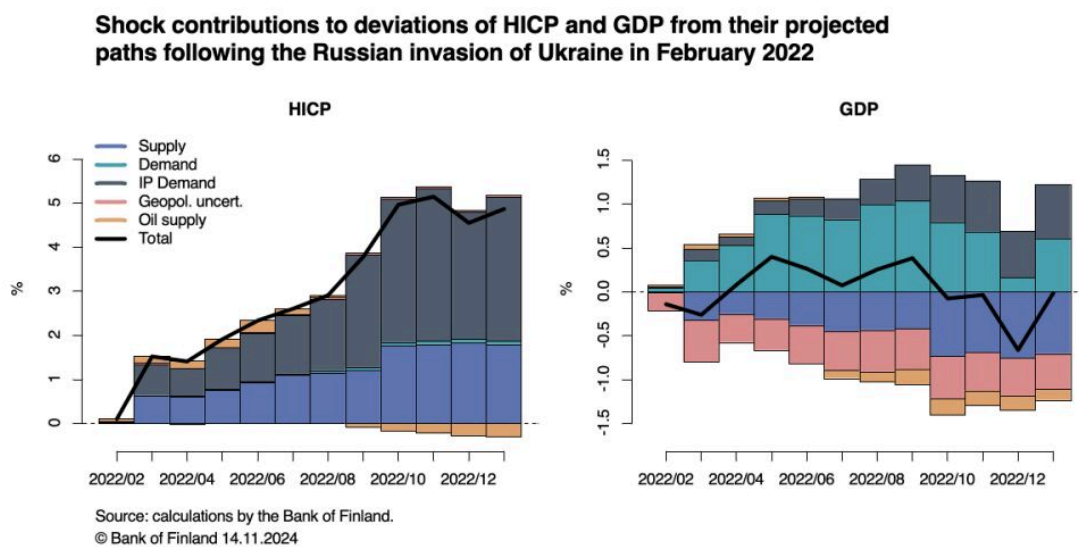 Shock contributions to deviations of HICP and GDP from their projected
paths following the Russian invasion of Ukraine in February 2022
HICP
%
6
5
4
3
2
1
0
Supply
Demand
IP Demand
Geopol. uncert.
Oil supply
Total
2022/02 2022/04 2022/06 2022/08 2022/10 2022/12
GDP
%
1.5
1.0
0.5
0.0
-0.5
-1.0
-1.5
2022/02 2022/04 2022/06 2022/08 2022/10 2022/12
Source: calculations by the Bank of Finland.
© Bank of Finland 14.11.2024